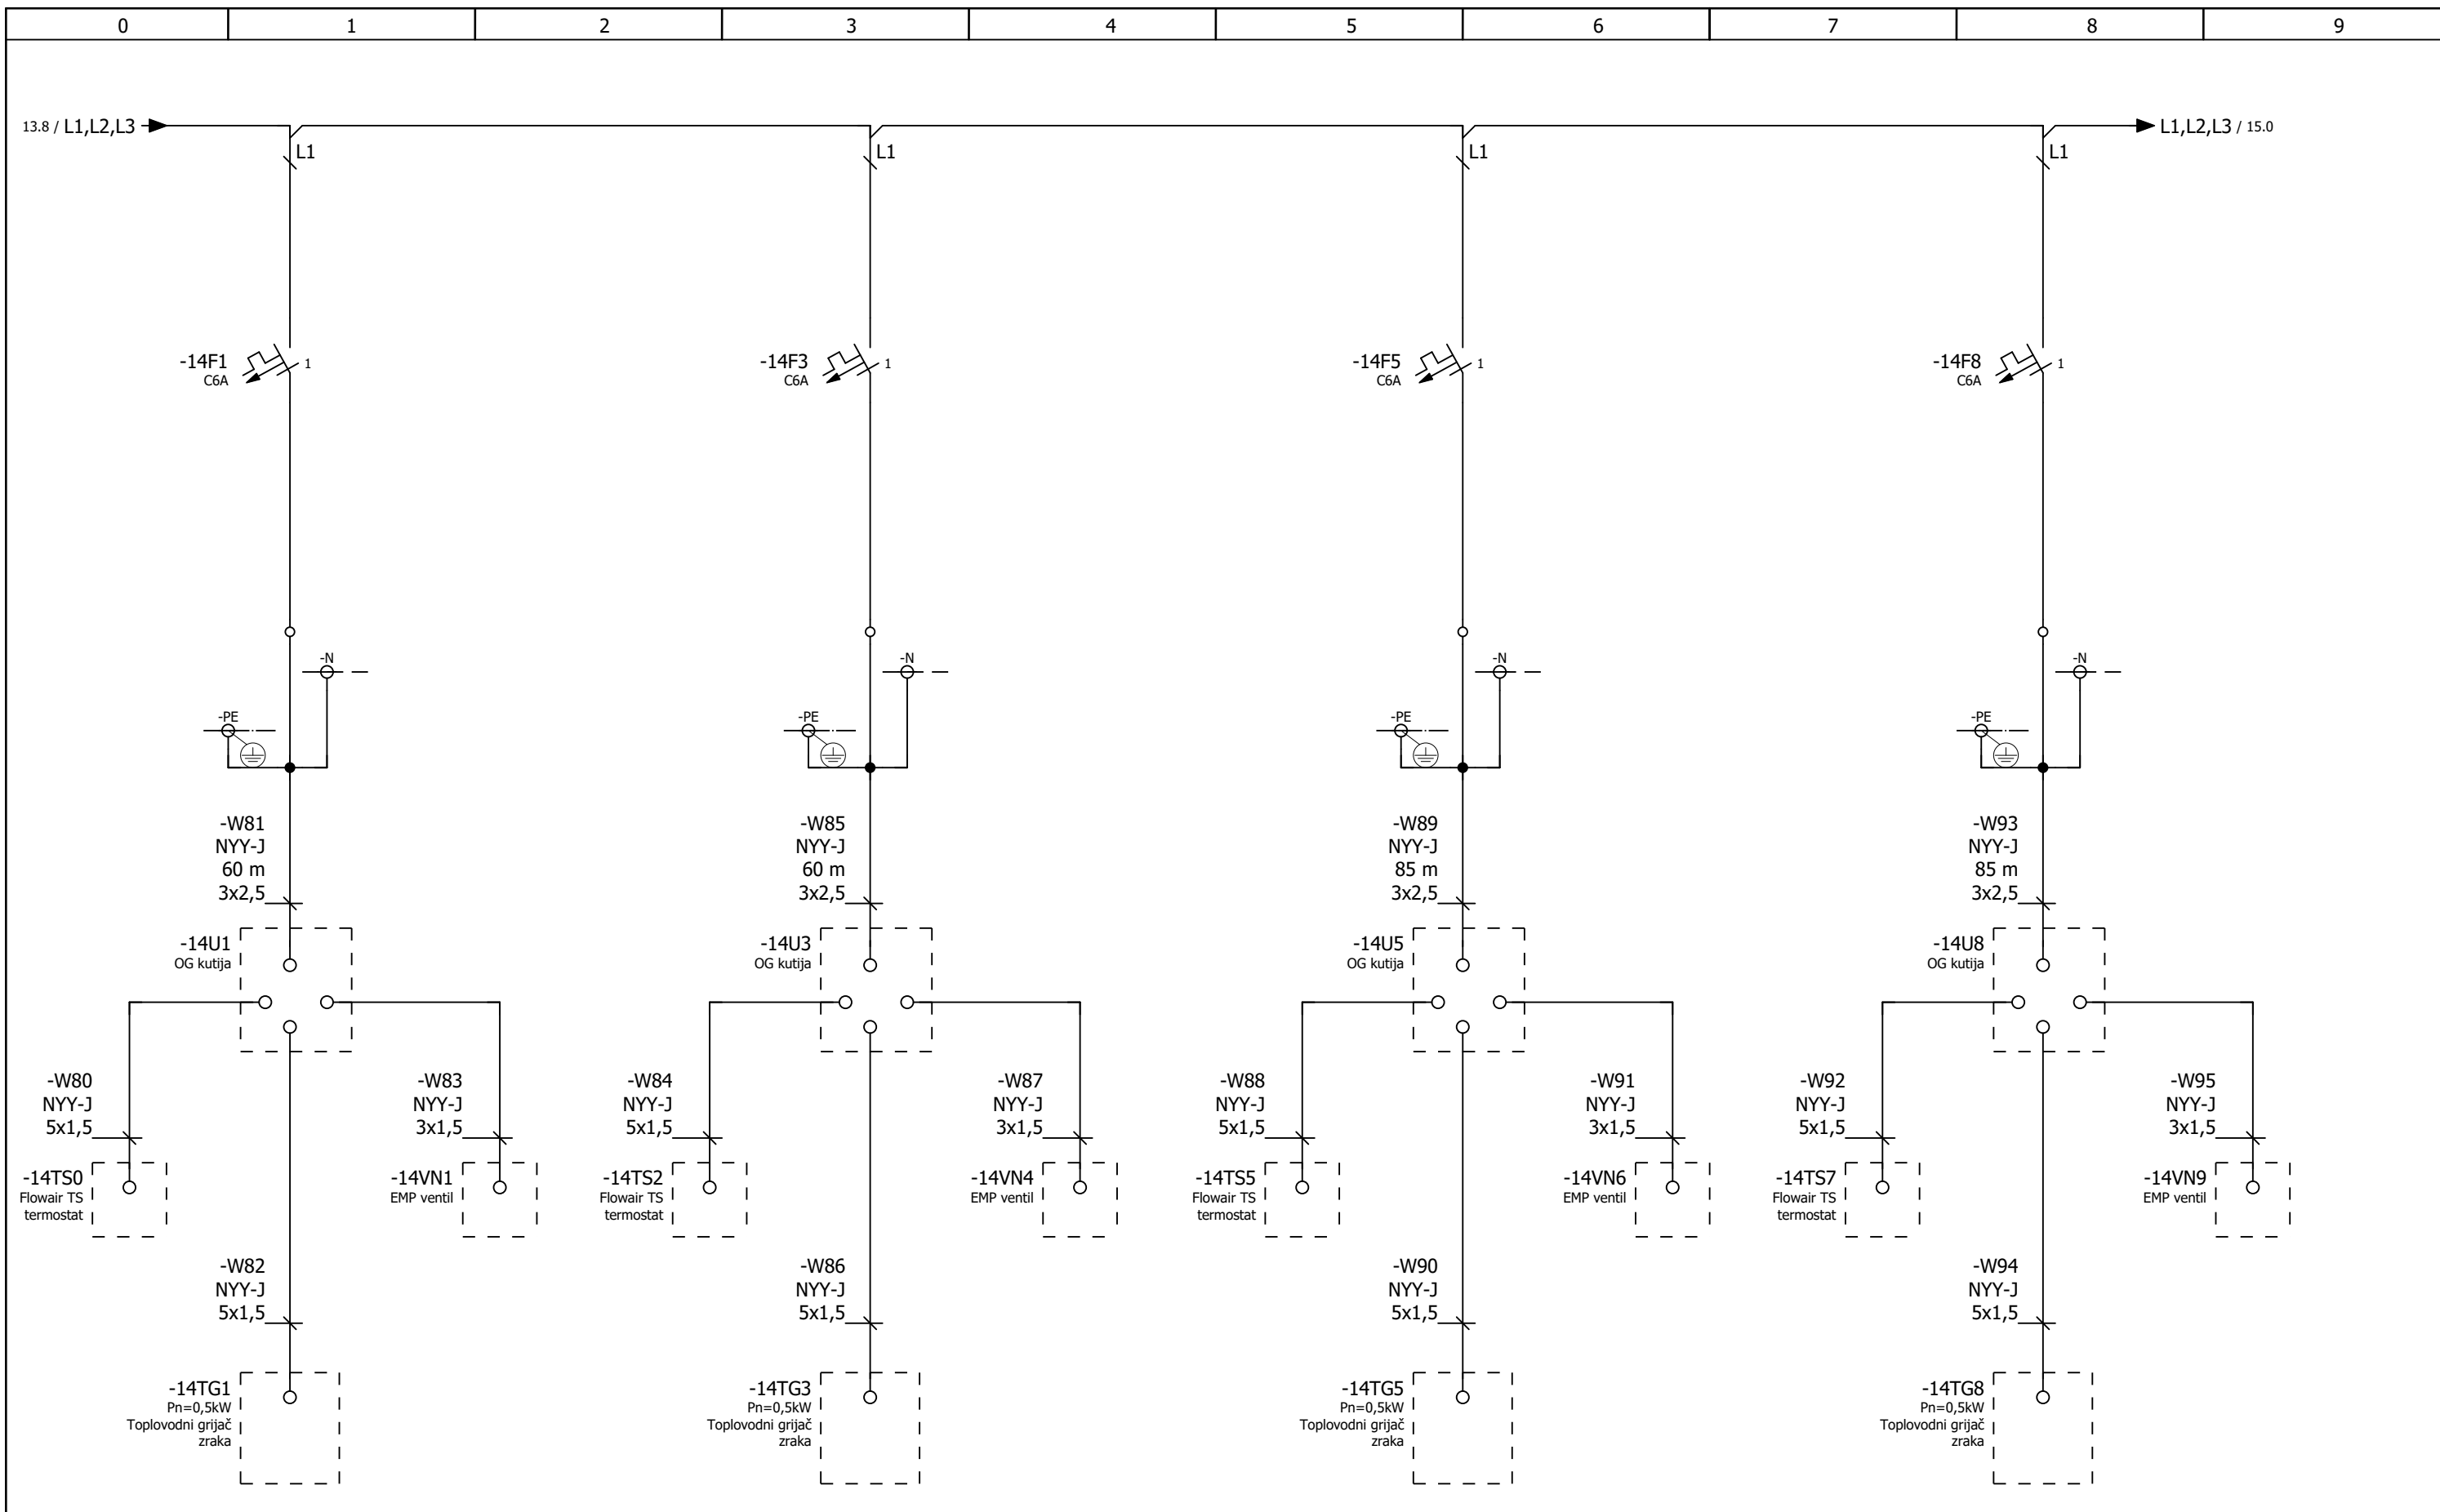 0 1 2 3 4 5 6 7 8 9
13.8 / L1,L2,L3
L1,L2,L3 / 15.0
L1 L1 L1 L1
-14F1
C6A
1
-14F3
C6A
1
-14F5
C6A
1
-14F8
C6A
1
-N -N -N -N
-PE -PE -PE -PE
-W81
NYY-J
60 m
3x2,5
-W85
NYY-J
60 m
3x2,5
-W89
NYY-J
85 m
3x2,5
-W93
NYY-J
85 m
3x2,5
-14U1
OG kutija
-14U3
OG kutija
-14U5
OG kutija
-14U8
OG kutija
-W80
NYY-J
5x1,5
-W83
NYY-J
3x1,5
-W84
NYY-J
5x1,5
-W87
NYY-J
3x1,5
-W88
NYY-J
5x1,5
-W91
NYY-J
3x1,5
-W92
NYY-J
5x1,5
-W95
NYY-J
3x1,5
-14TS0
Flowair TS
termostat
-14VN1
EMP ventil
-14TS2
Flowair TS
termostat
-14VN4
EMP ventil
-14TS5
Flowair TS
termostat
-14VN6
EMP ventil
-14TS7
Flowair TS
termostat
-14VN9
EMP ventil
-W82
NYY-J
5x1,5
-W86
NYY-J
5x1,5
-W90
NYY-J
5x1,5
-W94
NYY-J
5x1,5
-14TG1
Pn=0,5kW
Toplovodni grijač
zraka
-14TG3
Pn=0,5kW
Toplovodni grijač
zraka
-14TG5
Pn=0,5kW
Toplovodni grijač
zraka
-14TG8
Pn=0,5kW
Toplovodni grijač
zraka